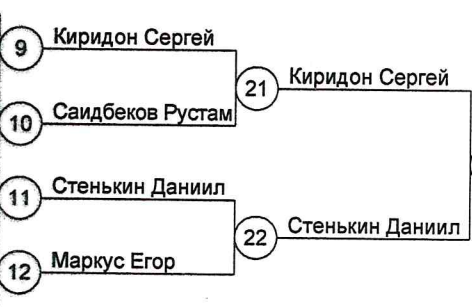 9 Киридон Сергей
21 Киридон Сергей
10 Саидбеков Рустам
11 Стенькин Даниил
22 Стенькин Даниил
12 Маркус Егор